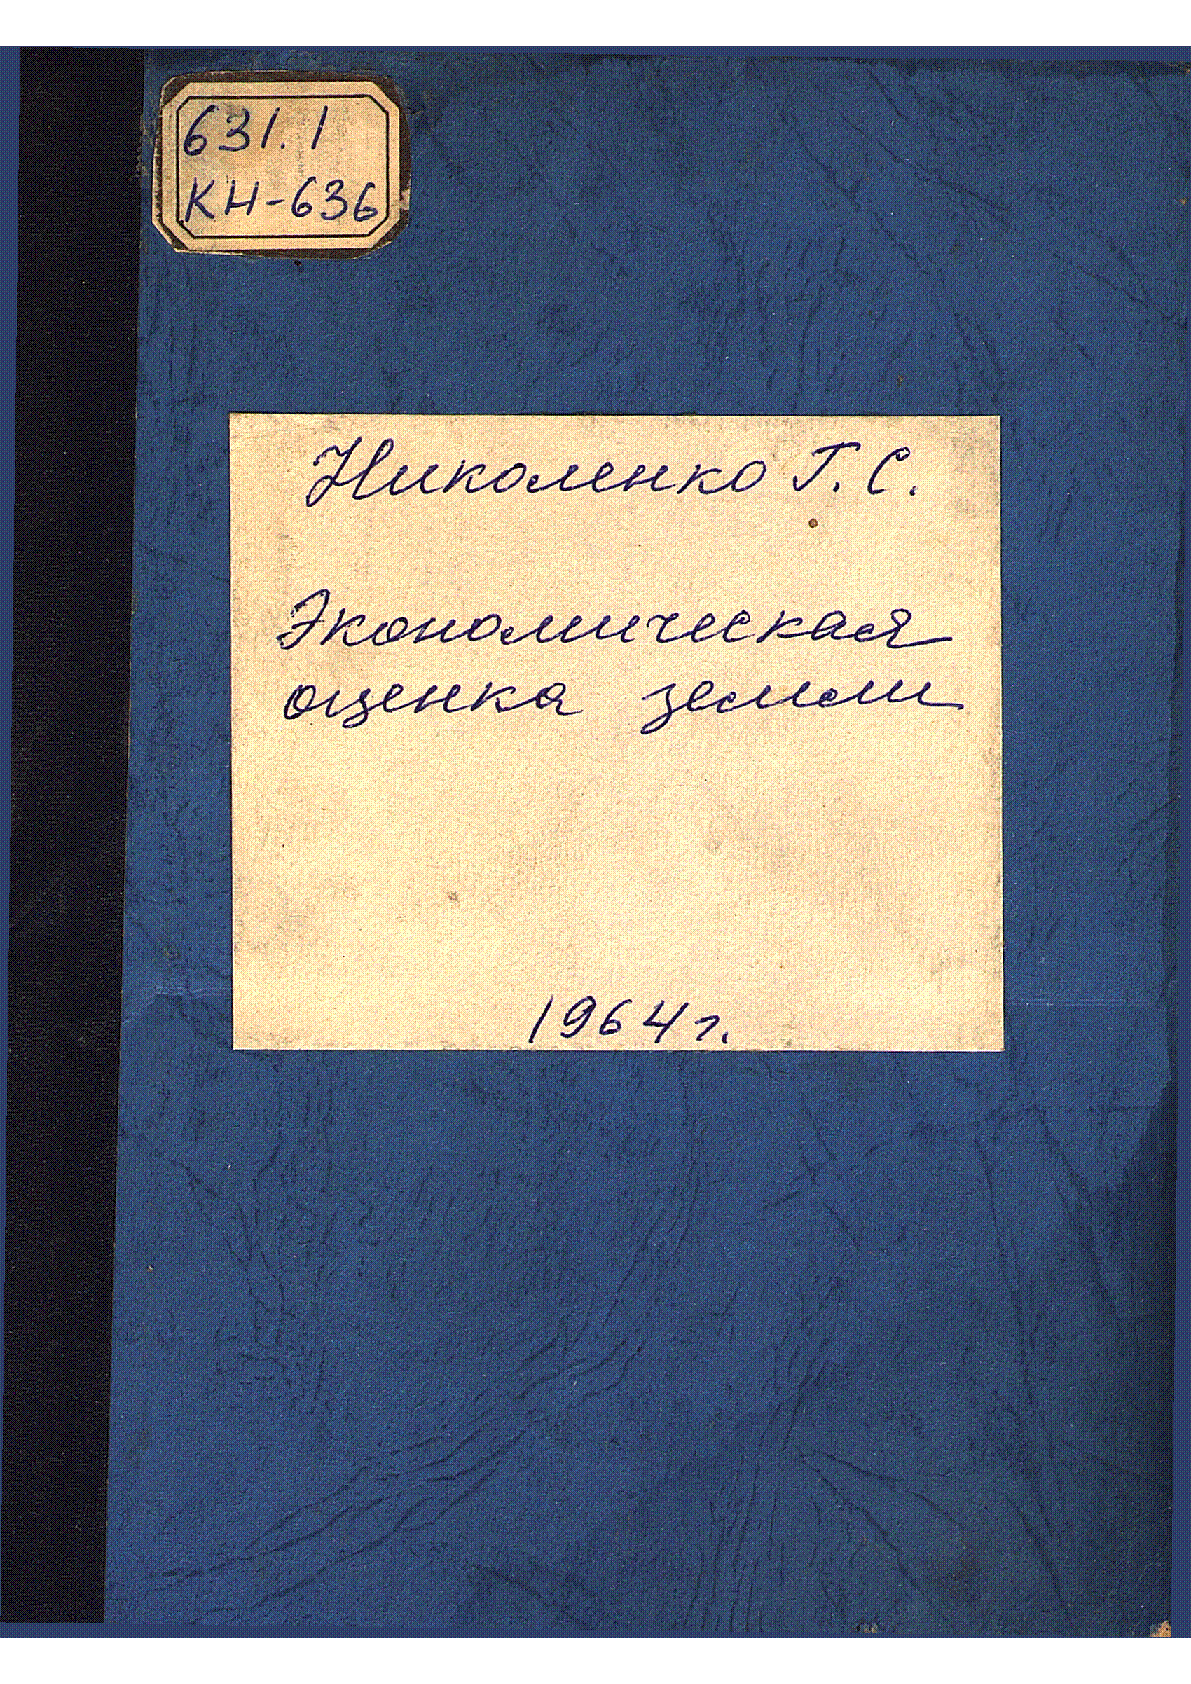 631.1
КН-636
Николенко Г. С.
Экономическая
оценка земли
1964 г.